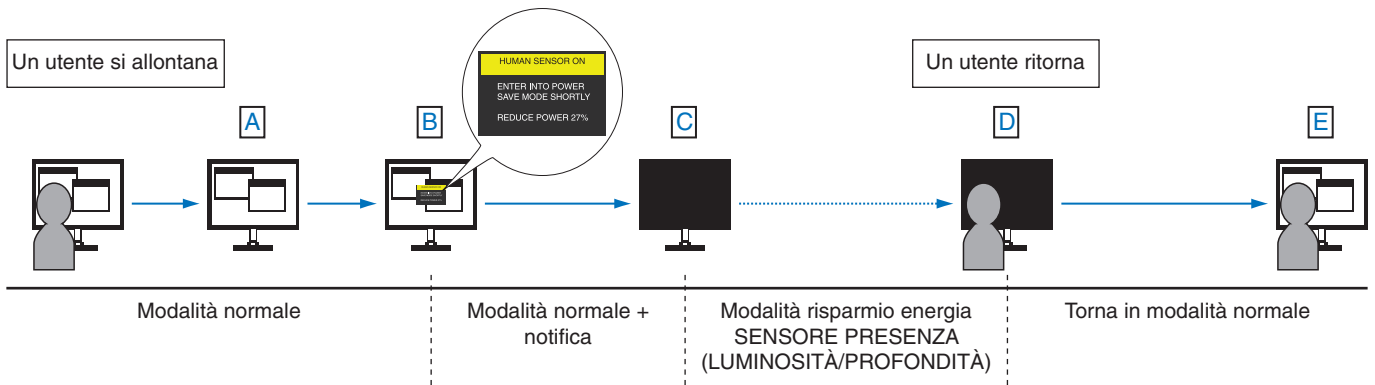 Un utente si allontana
HUMAN SENSOR ON
ENTER INTO POWER
SAVE MODE SHORTLY
REDUCE POWER 27%
Un utente ritorna
A
B
C
D
E
Modalità normale
Modalità normale +
notifica
Modalità risparmio energia
SENSORE PRESENZA
(LUMINOSITÀ/PROFONDITÀ)
Torna in modalità normale